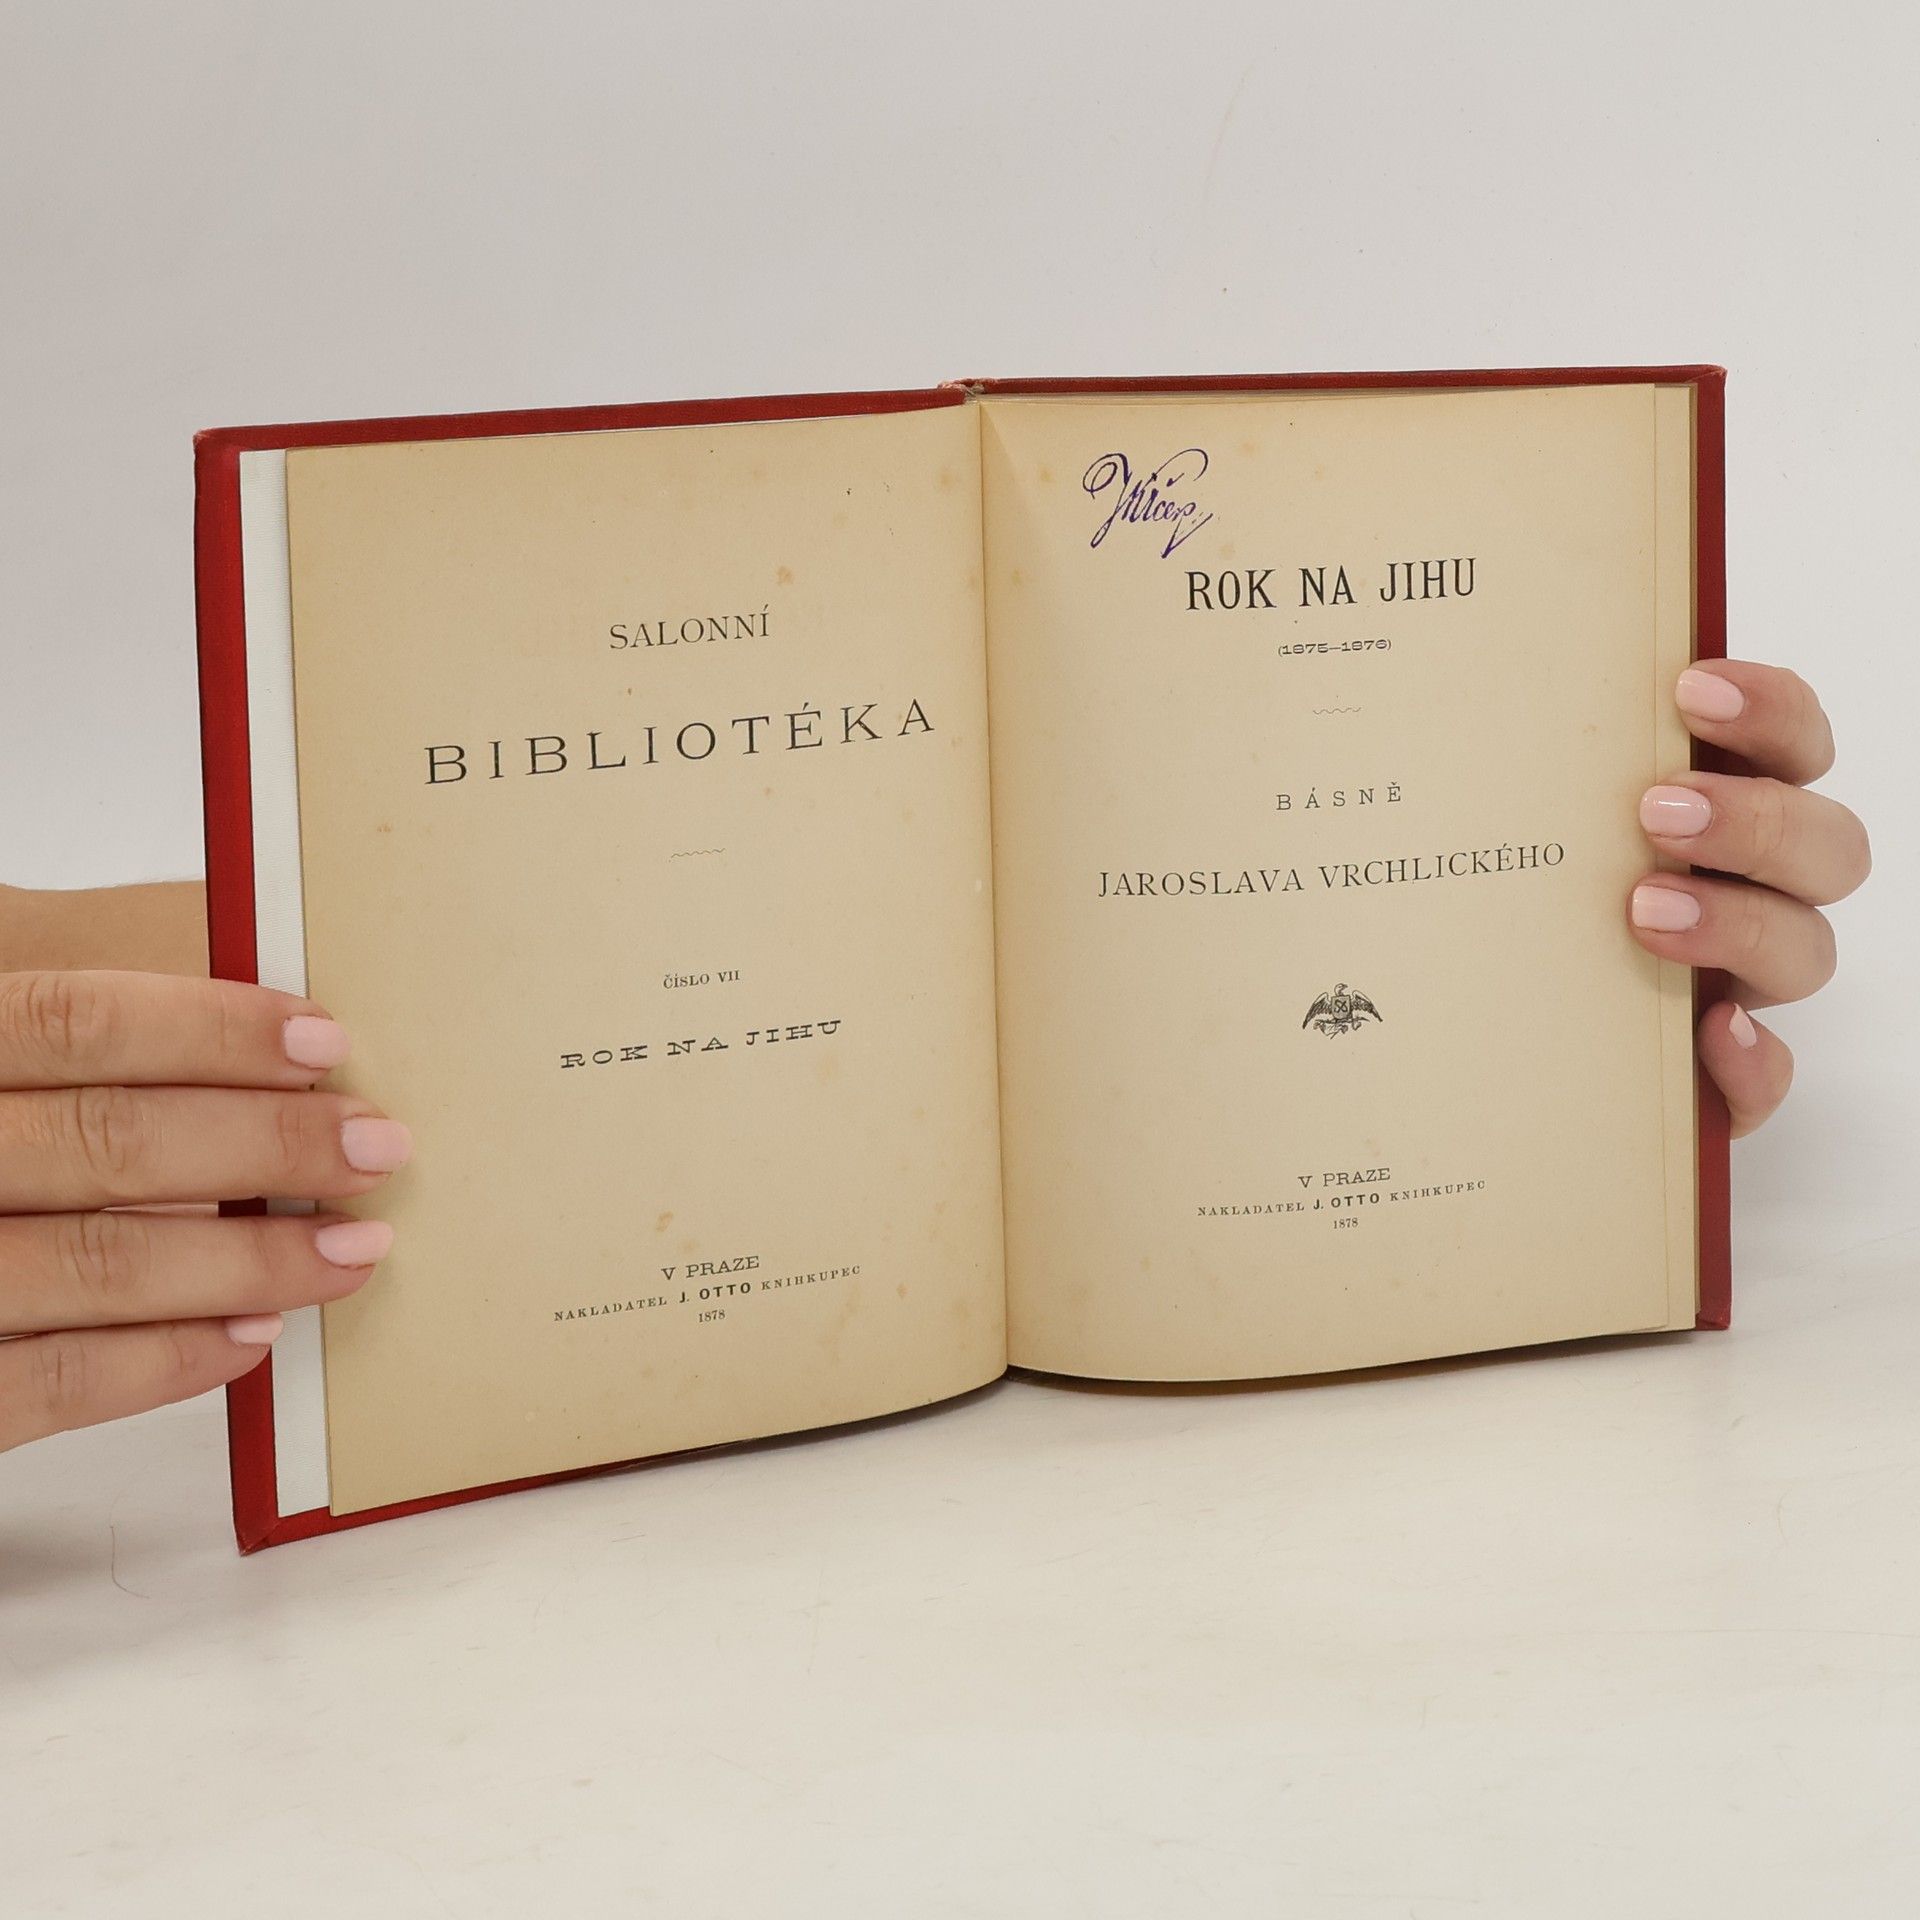 SALONNÍ
BIBLIOTÉKA
ČÍSLO VII
ROK NA JIHU
V PRAZE
NAKLADATEL J. OTTO KNIHKUPEC
1878
ROK NA JIHU
(1875—1876)
BÁSNĚ
JAROSLAVA VRCHLICKÉHO
V PRAZE
NAKLADATEL J. OTTO KNIHKUPEC
1878